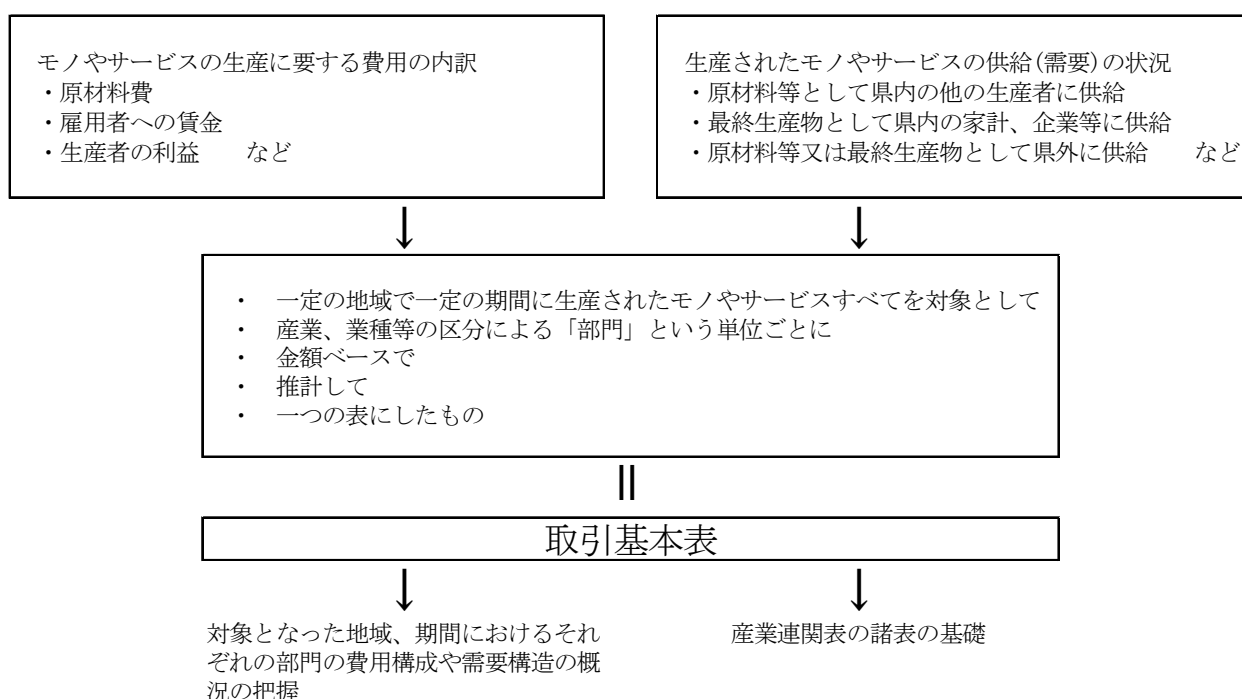 モノやサービスの生産に要する費用の内訳
・原材料費
・雇用者への賃金
・生産者の利益　　など
生産されたモノやサービスの供給(需要)の状況
・原材料等として県内の他の生産者に供給
・最終生産物として県内の家計、企業等に供給
・原材料等又は最終生産物として県外に供給　　など
・　一定の地域で一定の期間に生産されたモノやサービスすべてを対象として
・　産業、業種等の区分による「部門」という単位ごとに
・　金額ベースで
・　推計して
・　一つの表にしたもの
取引基本表
対象となった地域、期間におけるそれ
ぞれの部門の費用構成や需要構造の概
況の把握
産業連関表の諸表の基礎